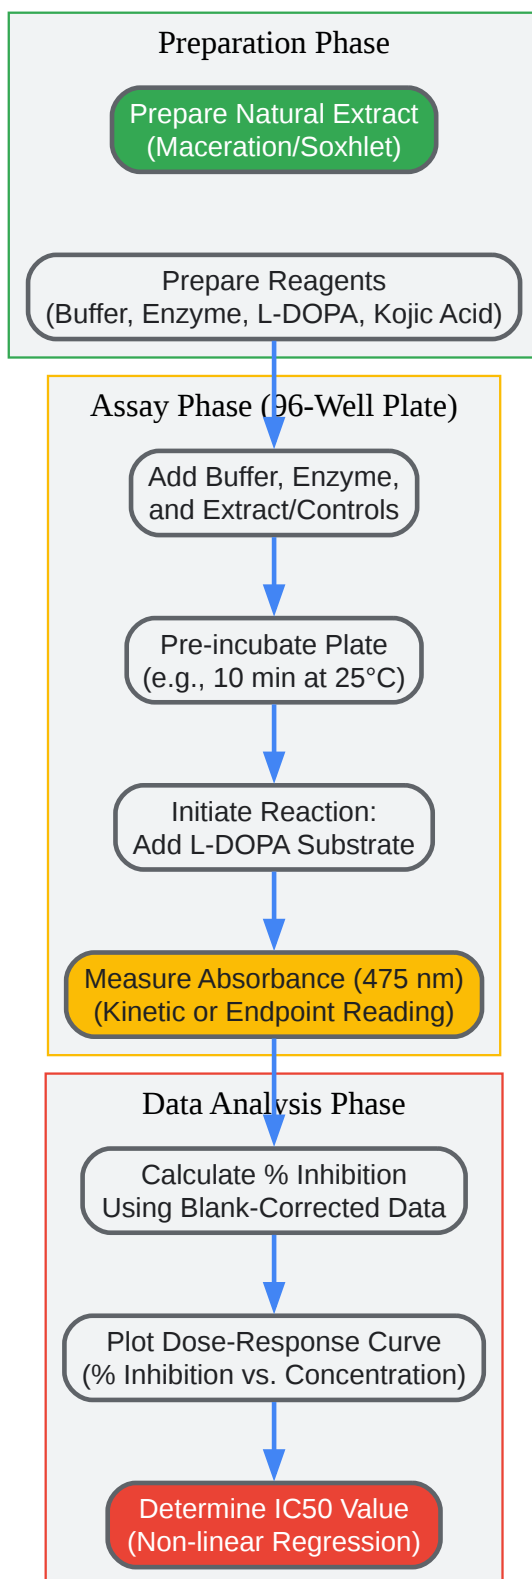 Preparation Phase
Prepare Natural Extract
(Maceration/Soxhlet)
Prepare Reagents
(Buffer, Enzyme, L-DOPA, Kojic Acid)
Assay Phase (96-Well Plate)
Add Buffer, Enzyme,
and Extract/Controls
Pre-incubate Plate
(e.g., 10 min at 25°C)
Initiate Reaction:
Add L-DOPA Substrate
Measure Absorbance (475 nm)
(Kinetic or Endpoint Reading)
Data Analysis Phase
Calculate % Inhibition
Using Blank-Corrected Data
Plot Dose-Response Curve
(% Inhibition vs. Concentration)
Determine IC50 Value
(Non-linear Regression)